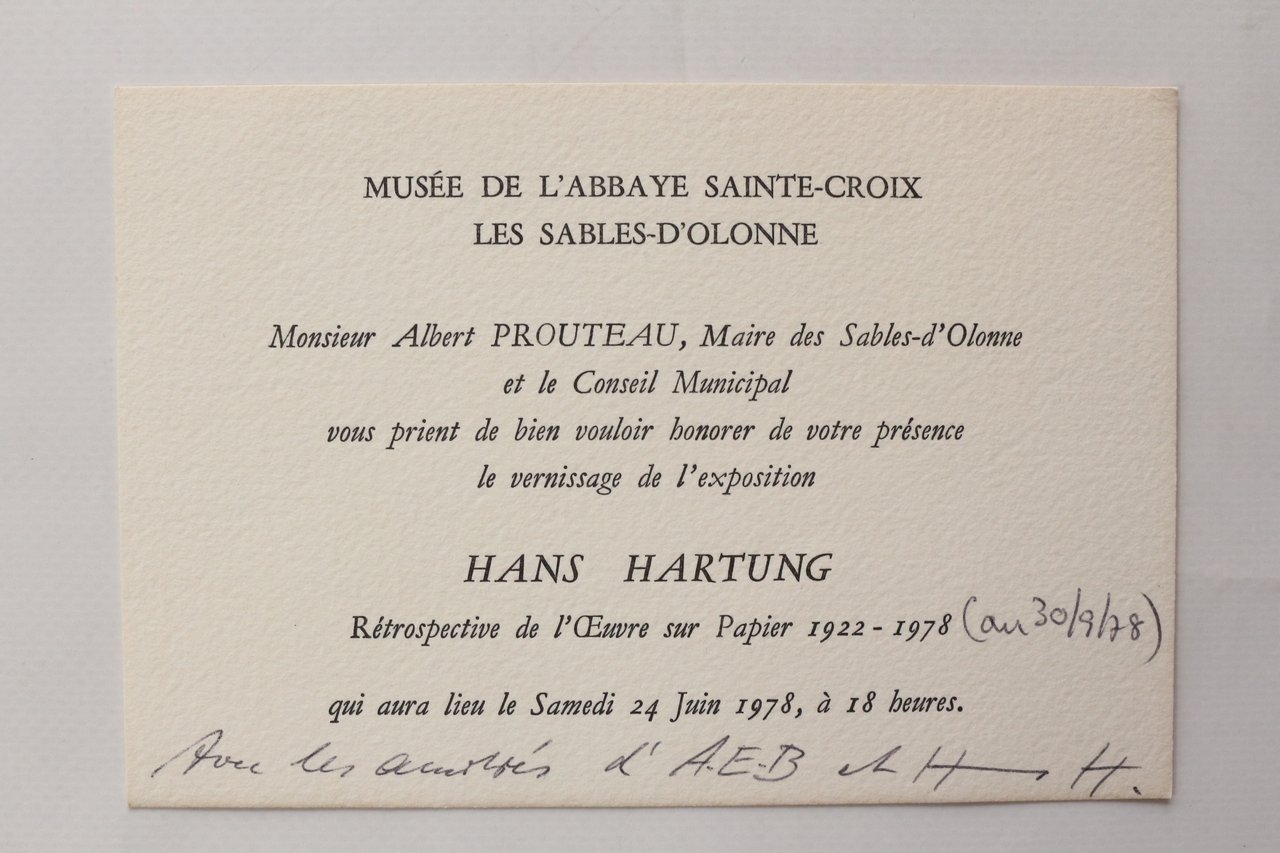 MUSÉE DE L'ABBAYE SAINTE-CROIX
LES SABLES-D'OLONNE
Monsieur Albert PROUTEAU, Maire des Sables-d'Olonne
et le Conseil Municipal
vous prient de bien vouloir honorer de votre présence
le vernissage de l'exposition
HANS HARTUNG
Rétrospective de l'Œuvre sur Papier 1922 - 1978 (au 30/9/78)
qui aura lieu le Samedi 24 Juin 1978, à 18 heures.
Avec les amitiés d'A.E.B et H H.